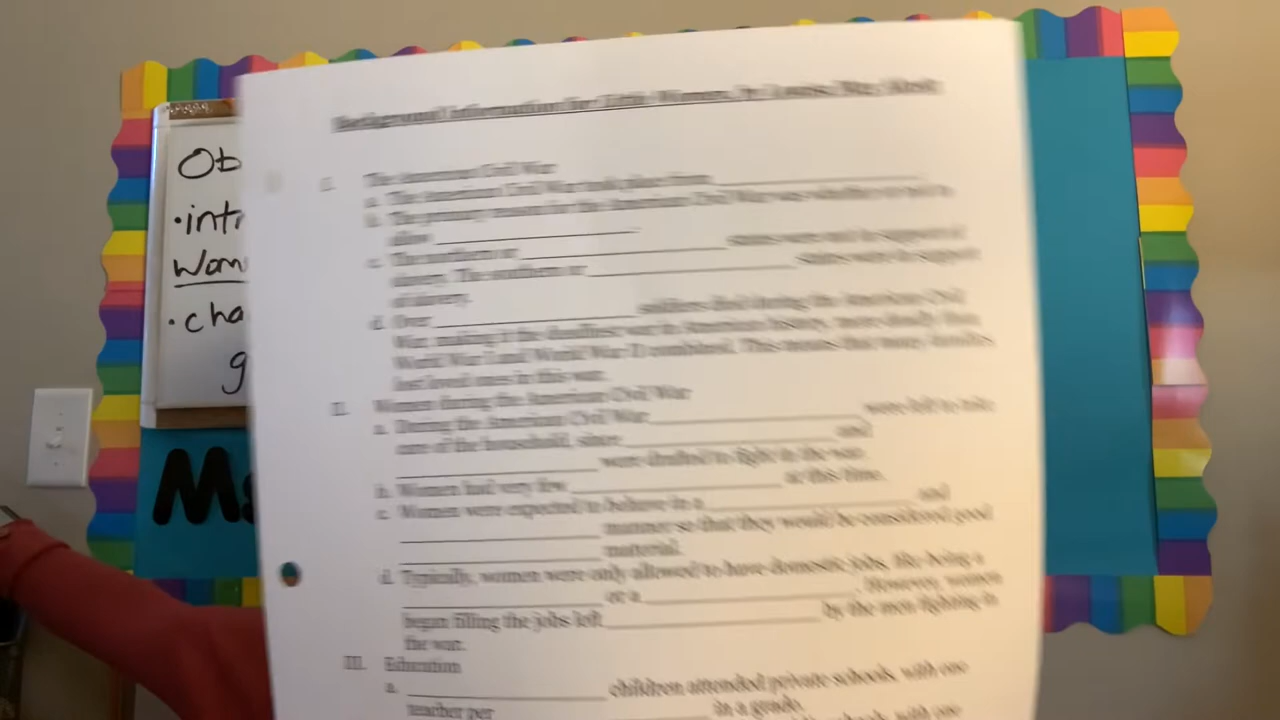 Background Information for Little Women, by Louisa May Alcott
I. The American Civil War
a. The American Civil War took place from
b. The primary reason for the American Civil War was whether or not to
allow .
c. The northern or states were not in support of
slavery. The southern or states were in support
of slavery.
d. Over soldiers died during the American Civil
War, making it the deadliest war in American history, more deadly than
World War I and World War II combined. This means that many families
lost loved ones in this war.
II. Women during the American Civil War
a. During the American Civil War were left to take
care of the household, since and
were drafted to fight in the war.
b. Women had very few at this time.
c. Women were expected to behave in a and
manner so that they would be considered good
material.
d. Typically, women were only allowed to have domestic jobs, like being a
or a . However, women
began filling the jobs left by the men fighting in
the war.
III. Education
a. children attended private schools, with one
teacher per in a grade.
schools, with one
Ob
•intr
Wom
•cha
g
Ms